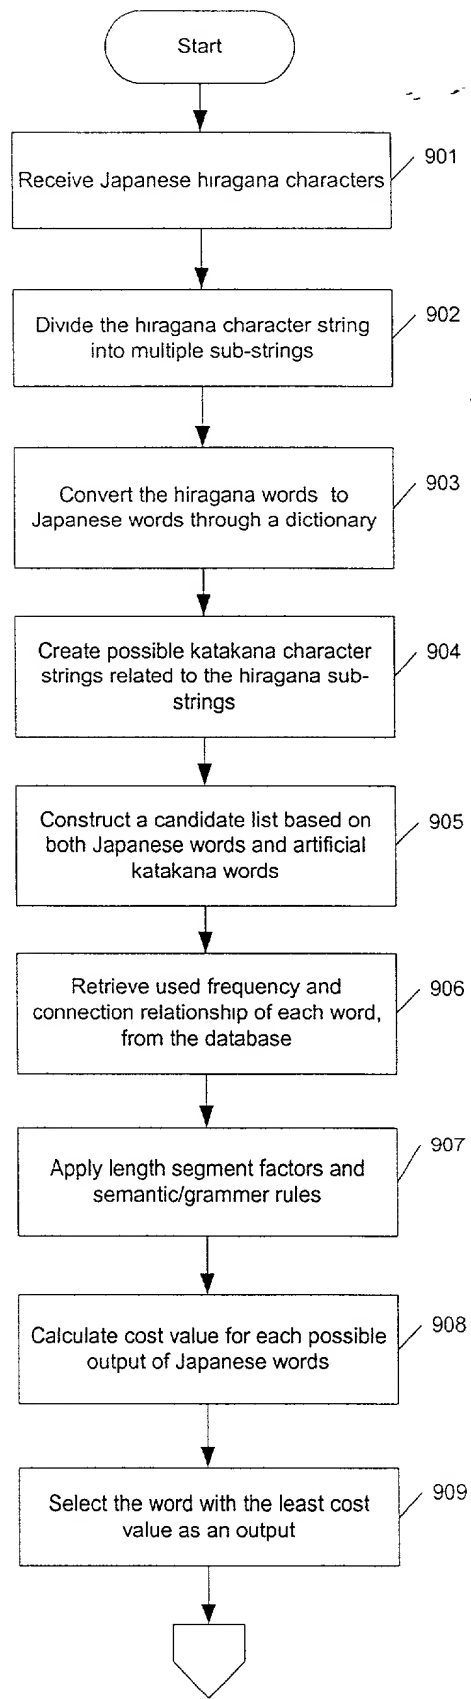 Start
901
Receive Japanese hiragana characters
902
Divide the hiragana character string
into multiple sub-strings
903
Convert the hiragana words to
Japanese words through a dictionary
904
Create possible katakana character
strings related to the hiragana sub-
strings
905
Construct a candidate list based on
both Japanese words and artificial
katakana words
906
Retrieve used frequency and
connection relationship of each word,
from the database
907
Apply length segment factors and
semantic/grammer rules
908
Calculate cost value for each possible
output of Japanese words
909
Select the word with the least cost
value as an output